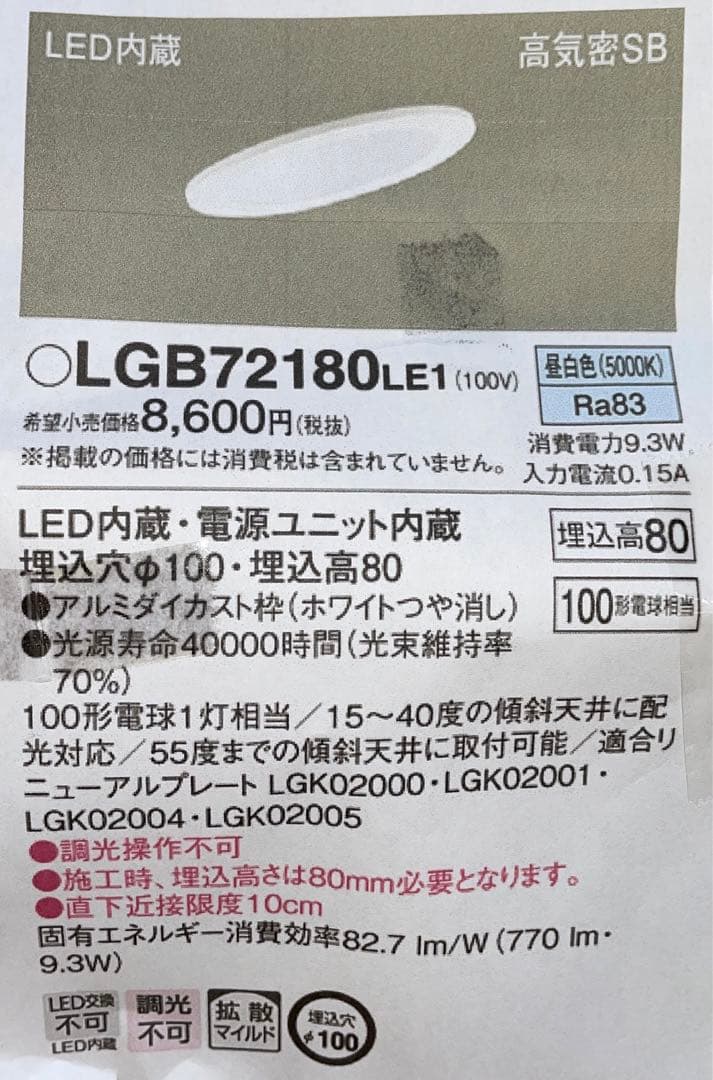 LED内蔵
高気密SB
○LGB72180LE1(100V)
昼白色(5000K)
Ra83
希望小売価格8,600円(税抜)
消費電力9.3W
※掲載の価格には消費税は含まれていません。
入力電流0.15A
LED内蔵・電源ユニット内蔵
埋込高80
埋込穴φ100・埋込高80
●アルミダイカスト枠(ホワイトつや消し)
100形電球相当
●光源寿命40000時間(光束維持率
70%)
100形電球1灯相当/15〜40度の傾斜天井に配
光対応/55度までの傾斜天井に取付可能/適合リ
ニューアルプレート LGK02000・LGK02001・
LGK02004・LGK02005
●調光操作不可
●施工時、埋込高さは80mm必要となります。
●直下近接限度10cm
固有エネルギー消費効率82.7 lm/W(770 lm・
9.3W)
LED交換
不可
LED内蔵
調光
不可
拡散
マイルド
埋込穴
φ100